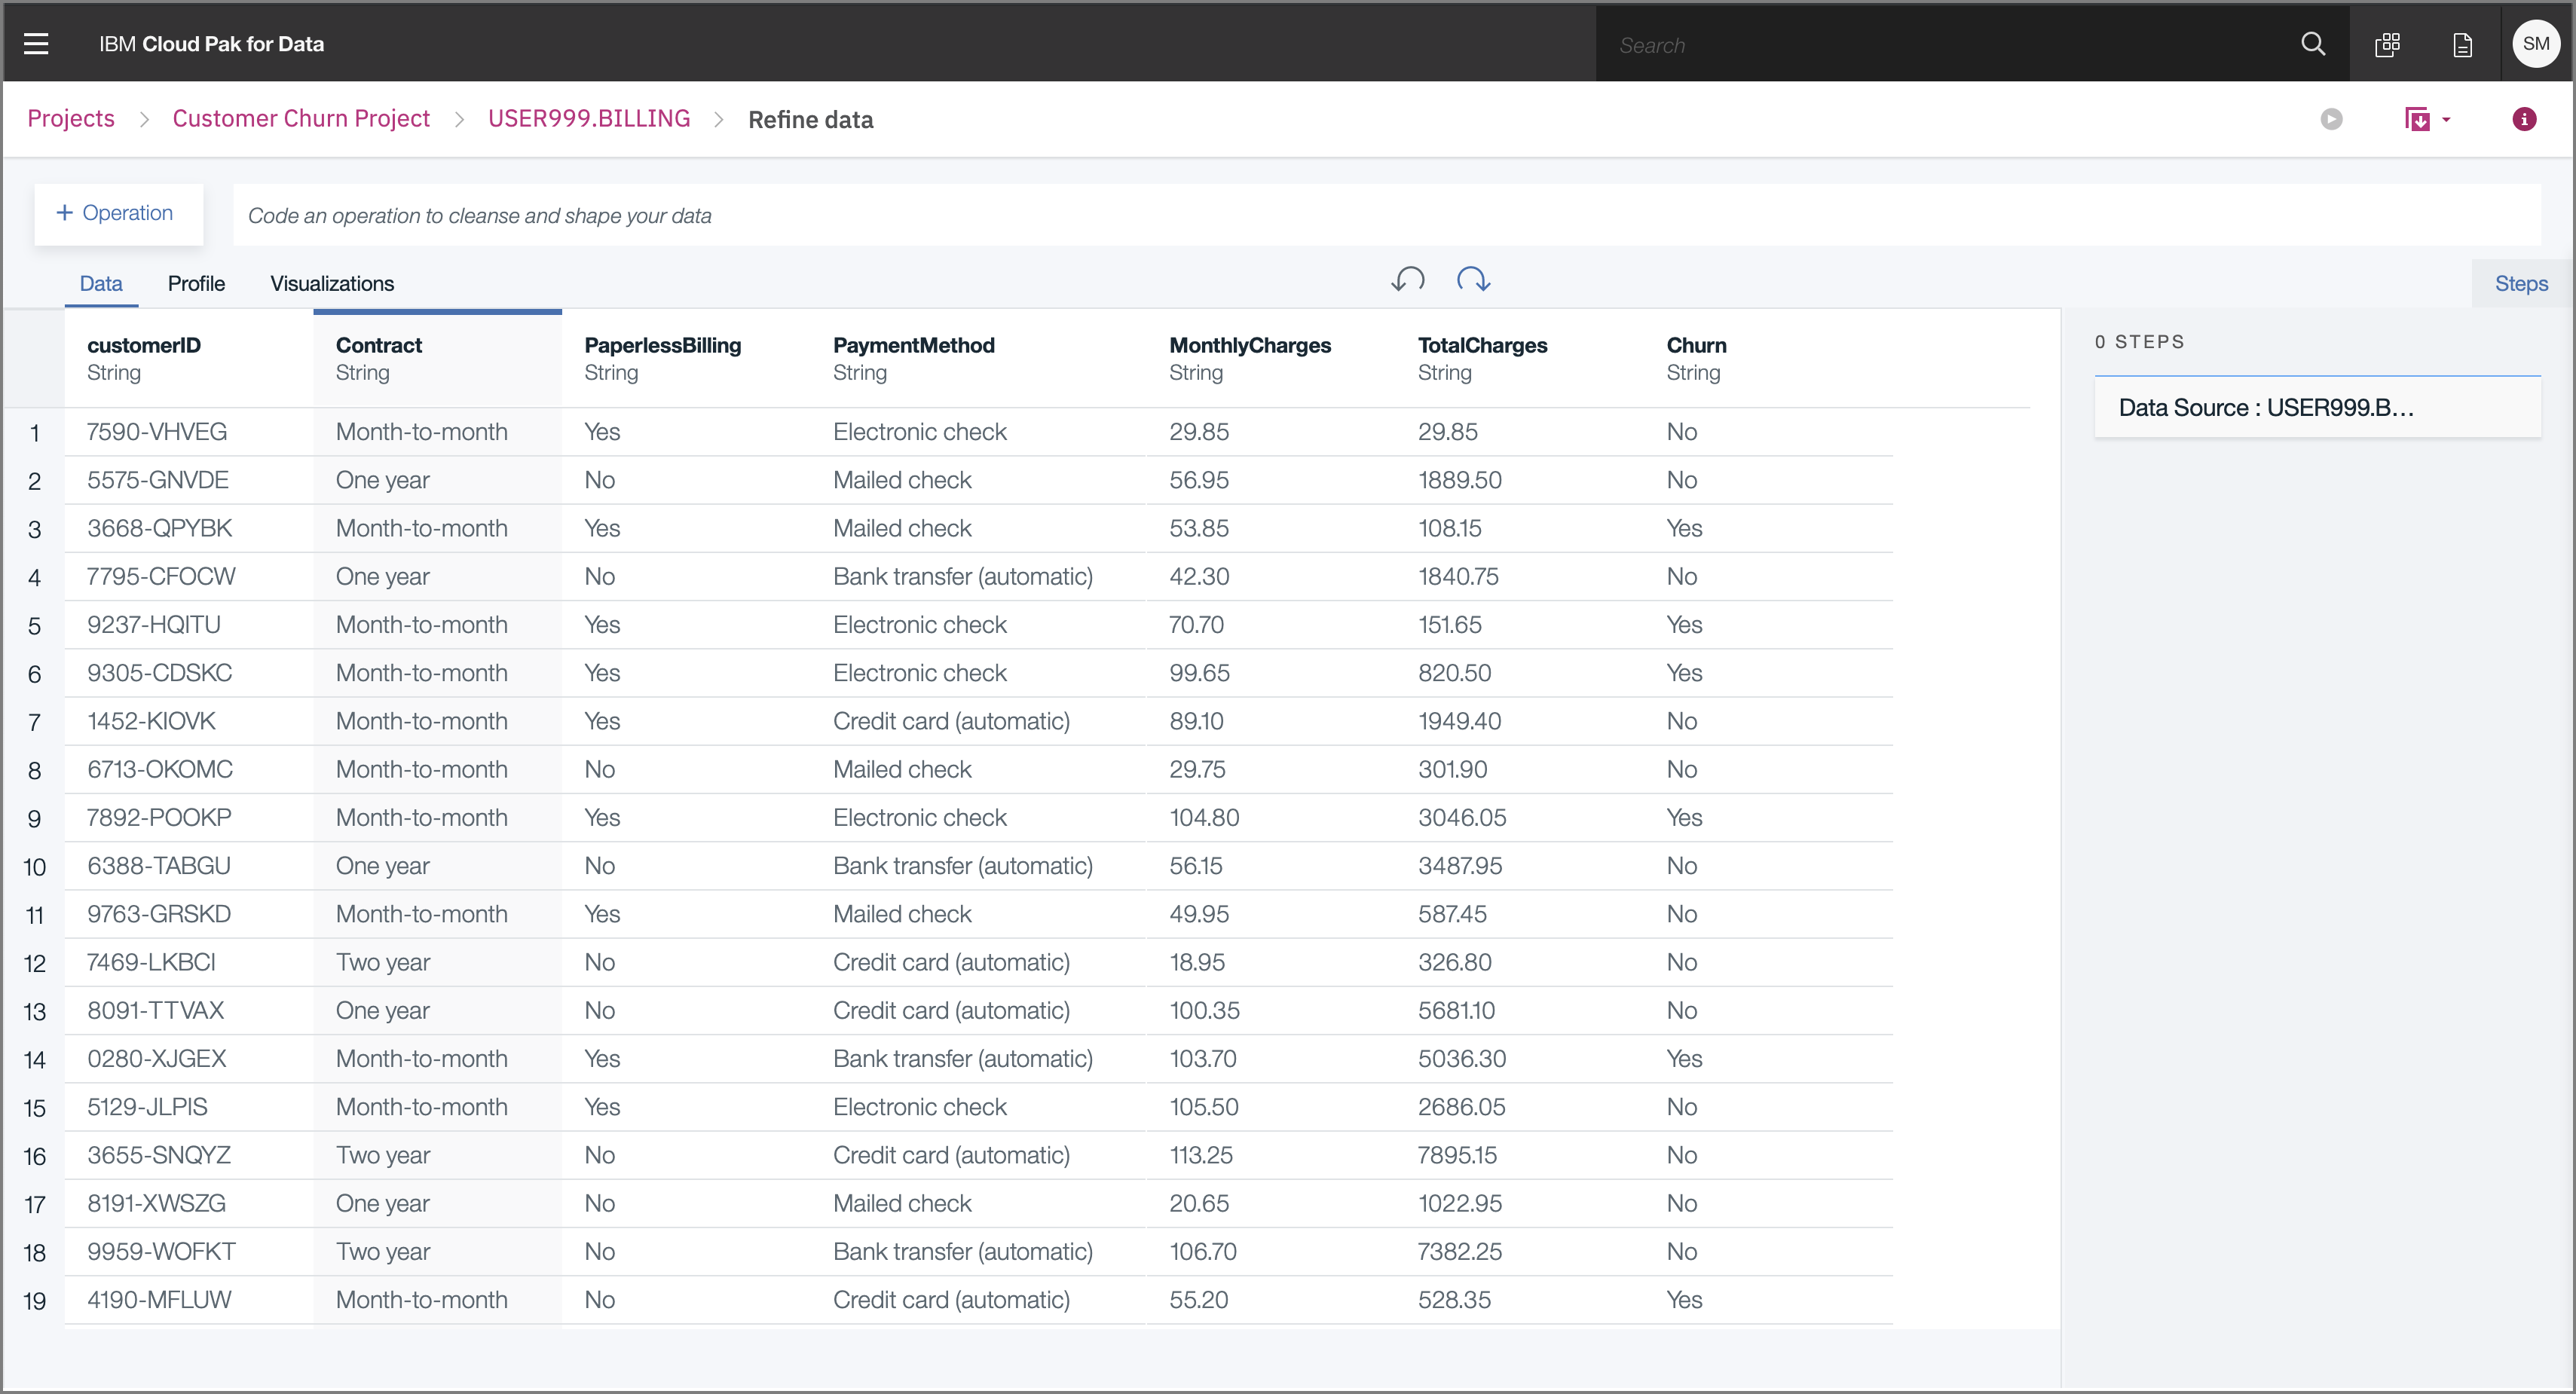 IBM Cloud Pak for Data Search SM
Projects > Customer Churn Project > USER999.BILLING > Refine data
+ Operation Code an operation to cleanse and shape your data
Data Profile Visualizations Steps
customerID Contract PaperlessBilling PaymentMethod MonthlyCharges TotalCharges Churn
String String String String String String String
0 STEPS
Data Source : USER999.B...
1 7590-VHVEG Month-to-month Yes Electronic check 29.85 29.85 No
2 5575-GNVDE One year No Mailed check 56.95 1889.50 No
3 3668-QPYBK Month-to-month Yes Mailed check 53.85 108.15 Yes
4 7795-CFOCW One year No Bank transfer (automatic) 42.30 1840.75 No
5 9237-HQITU Month-to-month Yes Electronic check 70.70 151.65 Yes
6 9305-CDSKC Month-to-month Yes Electronic check 99.65 820.50 Yes
7 1452-KIOVK Month-to-month Yes Credit card (automatic) 89.10 1949.40 No
8 6713-OKOMC Month-to-month No Mailed check 29.75 301.90 No
9 7892-POOKP Month-to-month Yes Electronic check 104.80 3046.05 Yes
10 6388-TABGU One year No Bank transfer (automatic) 56.15 3487.95 No
11 9763-GRSKD Month-to-month Yes Mailed check 49.95 587.45 No
12 7469-LKBCI Two year No Credit card (automatic) 18.95 326.80 No
13 8091-TTVAX One year No Credit card (automatic) 100.35 5681.10 No
14 0280-XJGEX Month-to-month Yes Bank transfer (automatic) 103.70 5036.30 Yes
15 5129-JLPIS Month-to-month Yes Electronic check 105.50 2686.05 No
16 3655-SNQYZ Two year No Credit card (automatic) 113.25 7895.15 No
17 8191-XWSZG One year No Mailed check 20.65 1022.95 No
18 9959-WOFKT Two year No Bank transfer (automatic) 106.70 7382.25 No
19 4190-MFLUW Month-to-month No Credit card (automatic) 55.20 528.35 Yes